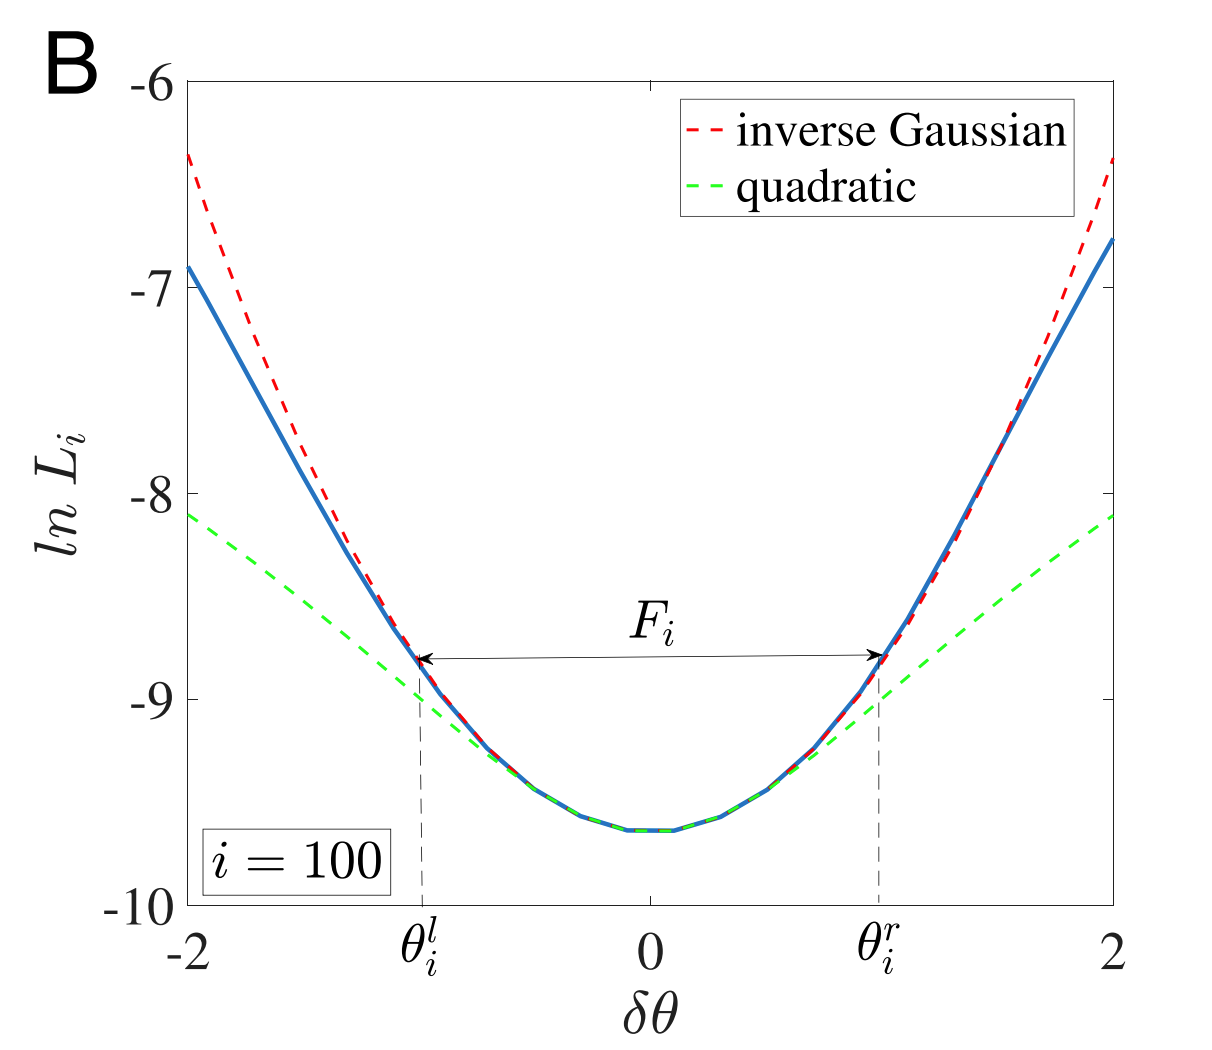 B
-6
inverse Gaussian
quadratic
-7
ln L_i
-8
F_i
-9
i = 100
-10
-2
θ_i^l
0
θ_i^r
2
δθ